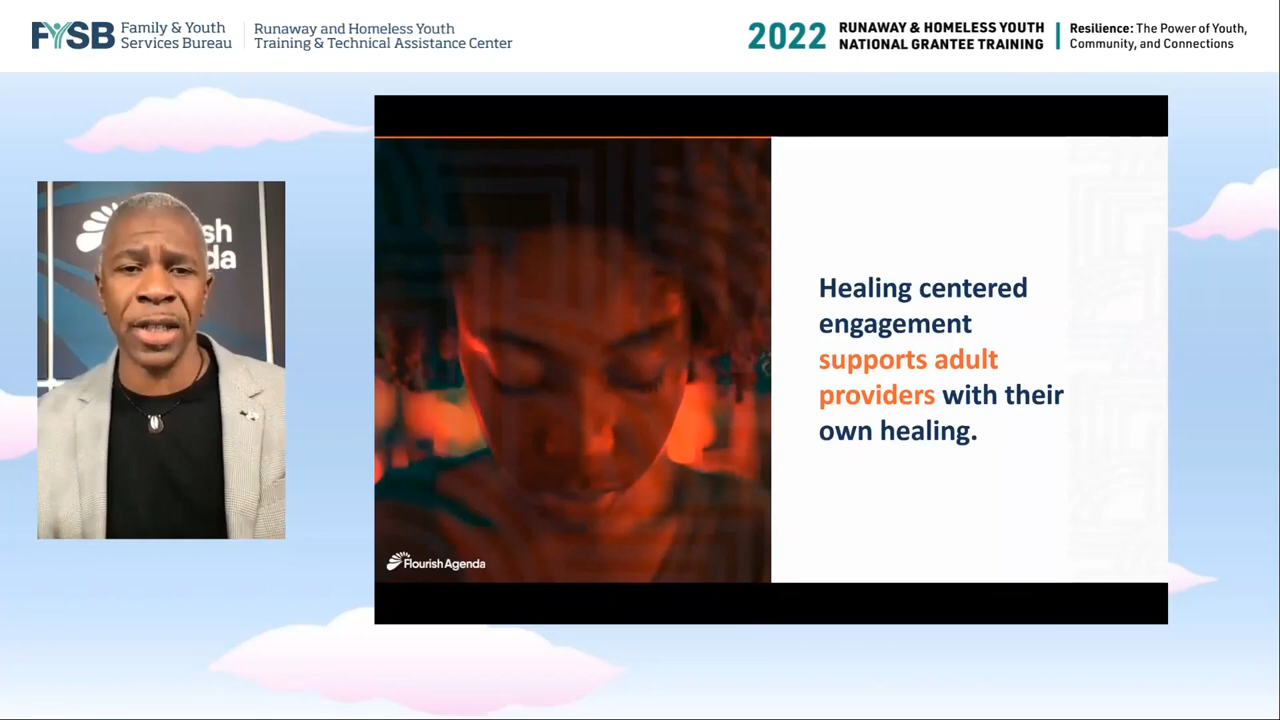 FYSB Family & Youth
Services Bureau
Runaway and Homeless Youth
Training & Technical Assistance Center
2022 RUNAWAY & HOMELESS YOUTH
NATIONAL GRANTEE TRAINING
Resilience: The Power of Youth,
Community, and Connections
sh
da
Healing centered
engagement
supports adult
providers with their
own healing.
Flourish Agenda